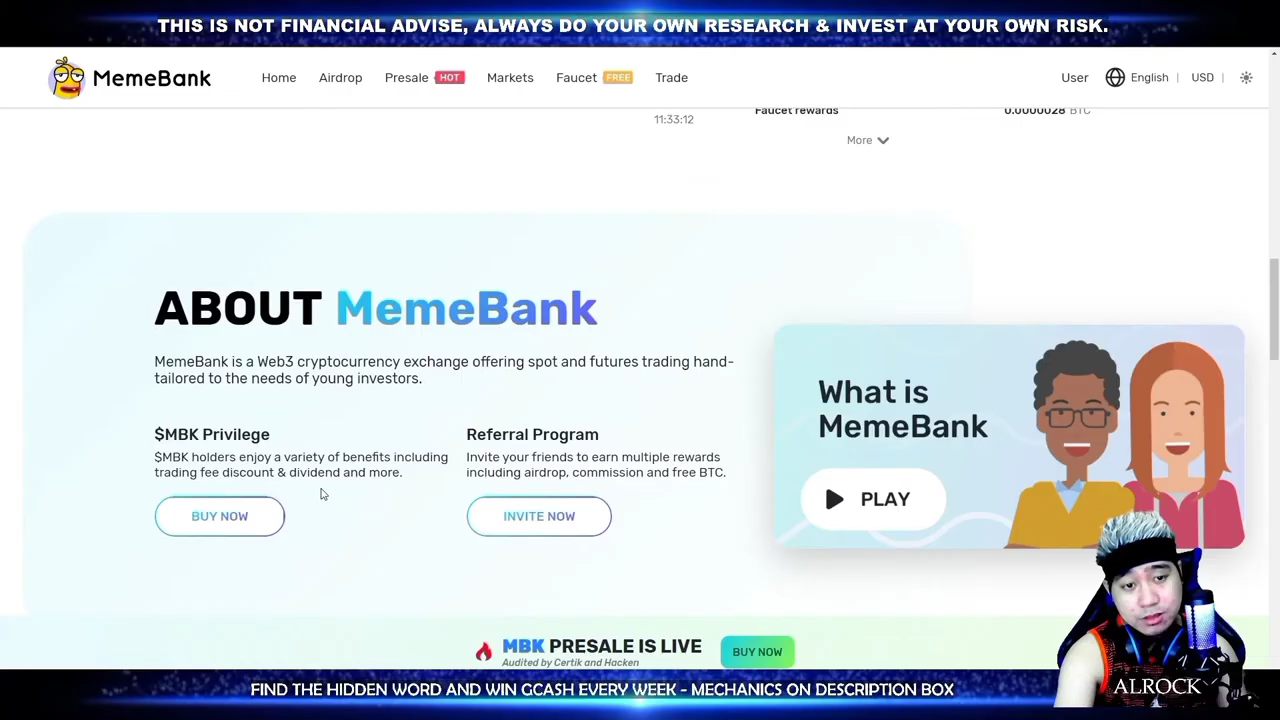 THIS IS NOT FINANCIAL ADVISE, ALWAYS DO YOUR OWN RESEARCH & INVEST AT YOUR OWN RISK.
MemeBank Home Airdrop Presale HOT Markets Faucet FREE Trade User English | USD |
Faucet rewards 0.0000028 BTC
11:33:12
More
ABOUT MemeBank
MemeBank is a Web3 cryptocurrency exchange offering spot and futures trading hand-
tailored to the needs of young investors.
$MBK Privilege
$MBK holders enjoy a variety of benefits including
trading fee discount & dividend and more.
BUY NOW
Referral Program
Invite your friends to earn multiple rewards
including airdrop, commission and free BTC.
INVITE NOW
What is
MemeBank
PLAY
MBK PRESALE IS LIVE
Audited by Certik and Hacken
BUY NOW
FIND THE HIDDEN WORD AND WIN GCASH EVERY WEEK - MECHANICS ON DESCRIPTION BOX
ALROCK